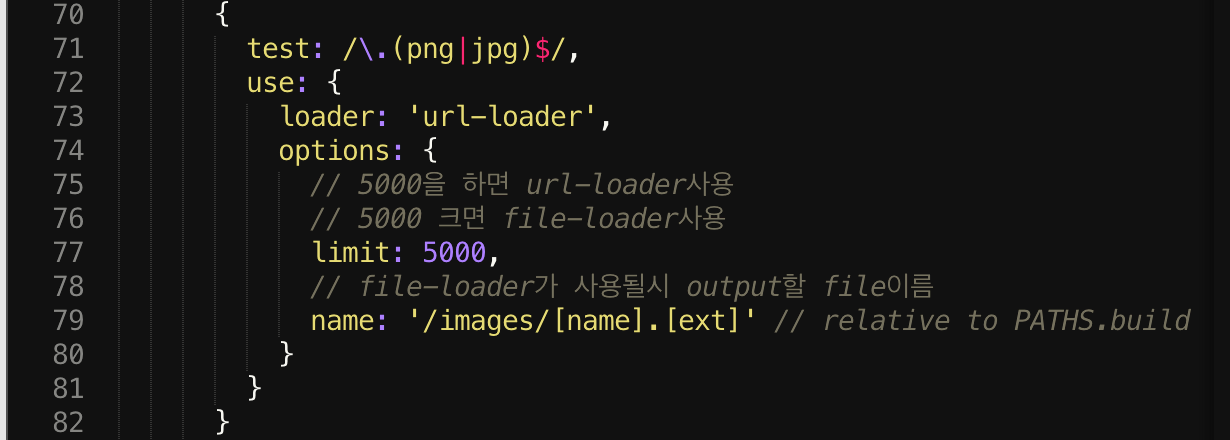 70 {
71 test: /\.(png|jpg)$/,
72 use: {
73 loader: 'url-loader',
74 options: {
75 // 5000을 하면 url-loader사용
76 // 5000 크면 file-loader사용
77 limit: 5000,
78 // file-loader가 사용될시 output할 file이름
79 name: '/images/[name].[ext]' // relative to PATHS.build
80 }
81 }
82 }